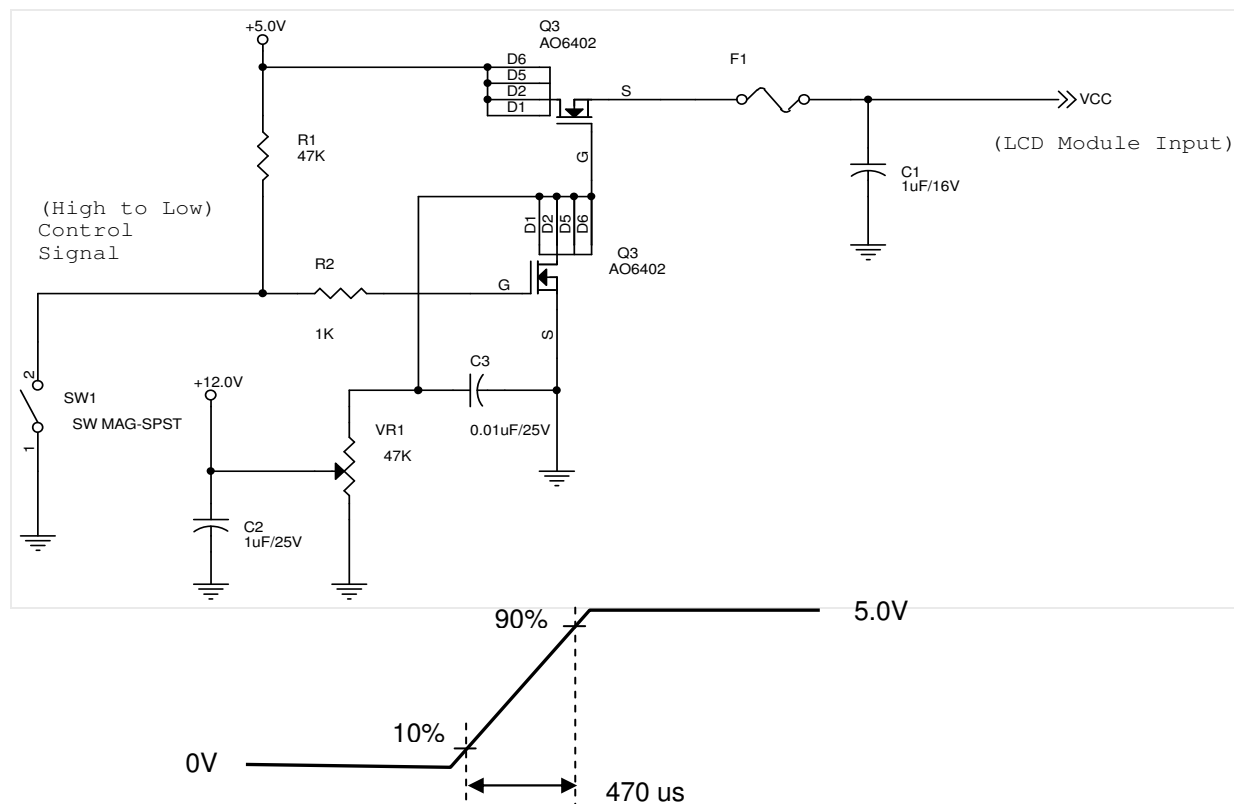 +5.0V
Q3
AO6402
D6
D5
D2
D1
S
F1
VCC
(LCD Module Input)
R1
47K
G
C1
1uF/16V
(High to Low)
Control
Signal
D1
D2
D5
D6
Q3
AO6402
R2
G
1K
S
C3
2
SW1
SW MAG-SPST
1
+12.0V
0.01uF/25V
VR1
47K
C2
1uF/25V
90%
5.0V
10%
0V
470 us